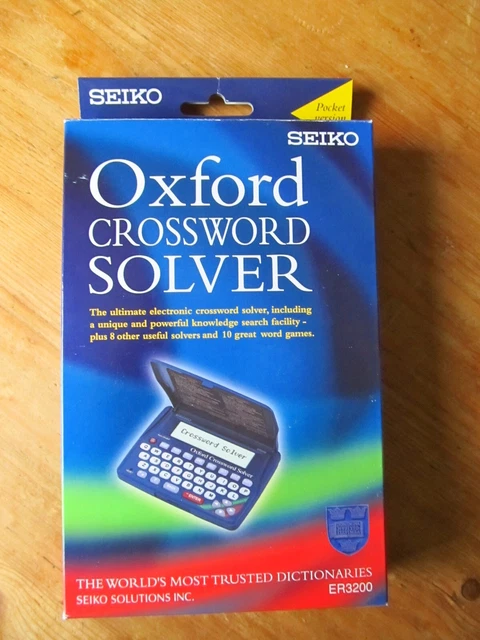 SEIKO
Pocket
version
SEIKO
Oxford
CROSSWORD
SOLVER
The ultimate electronic crossword solver, including
a unique and powerful knowledge search facility –
plus 8 other useful solvers and 10 great word games.
Crossword Solver
Oxford Crossword Solver
THE WORLD'S MOST TRUSTED DICTIONARIES
SEIKO SOLUTIONS INC.
ER3200